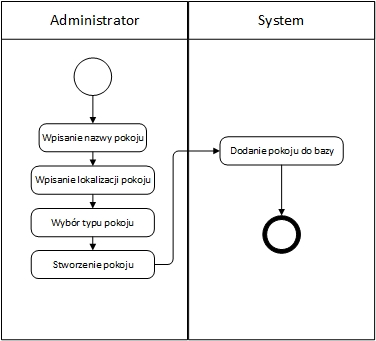 Administrator
System
Wpisanie nazwy pokoju
Wpisanie lokalizacji pokoju
Wybór typu pokoju
Stworzenie pokoju
Dodanie pokoju do bazy